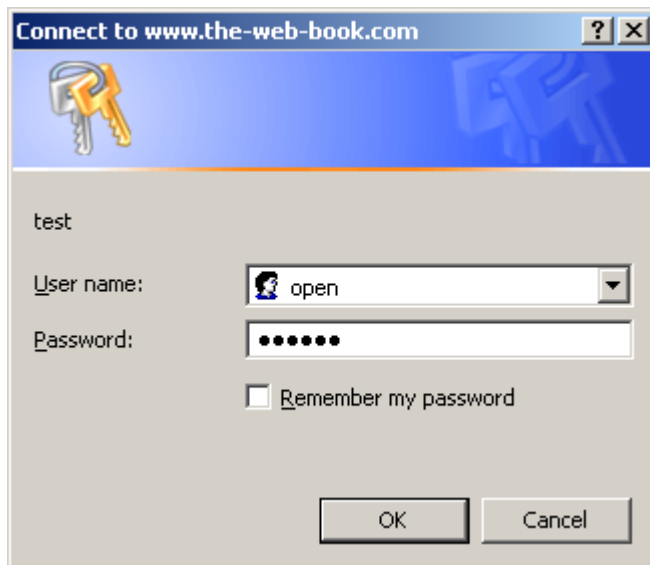 Connect to www.the-web-book.com
test
User name: open
Password: ●●●●●●
Remember my password
OK Cancel